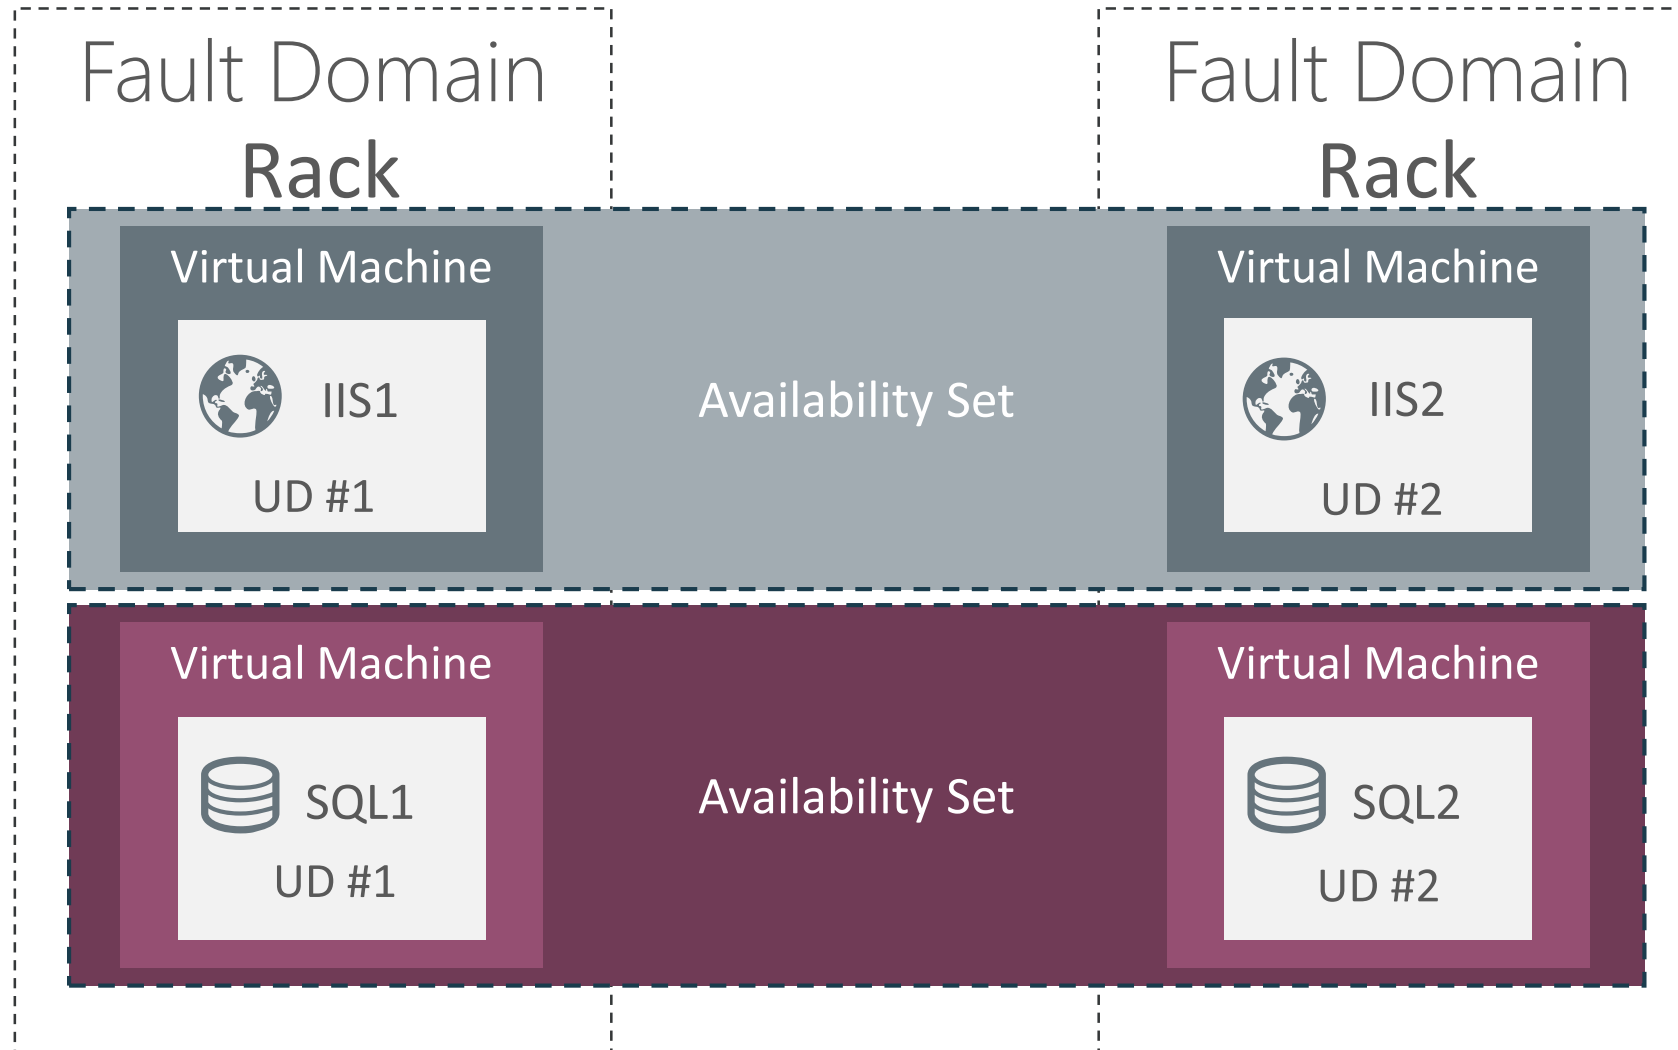 Fault Domain
Rack
Fault Domain
Rack
Virtual Machine
IIS1
UD #1
Availability Set
Virtual Machine
IIS2
UD #2
Virtual Machine
SQL1
UD #1
Availability Set
Virtual Machine
SQL2
UD #2